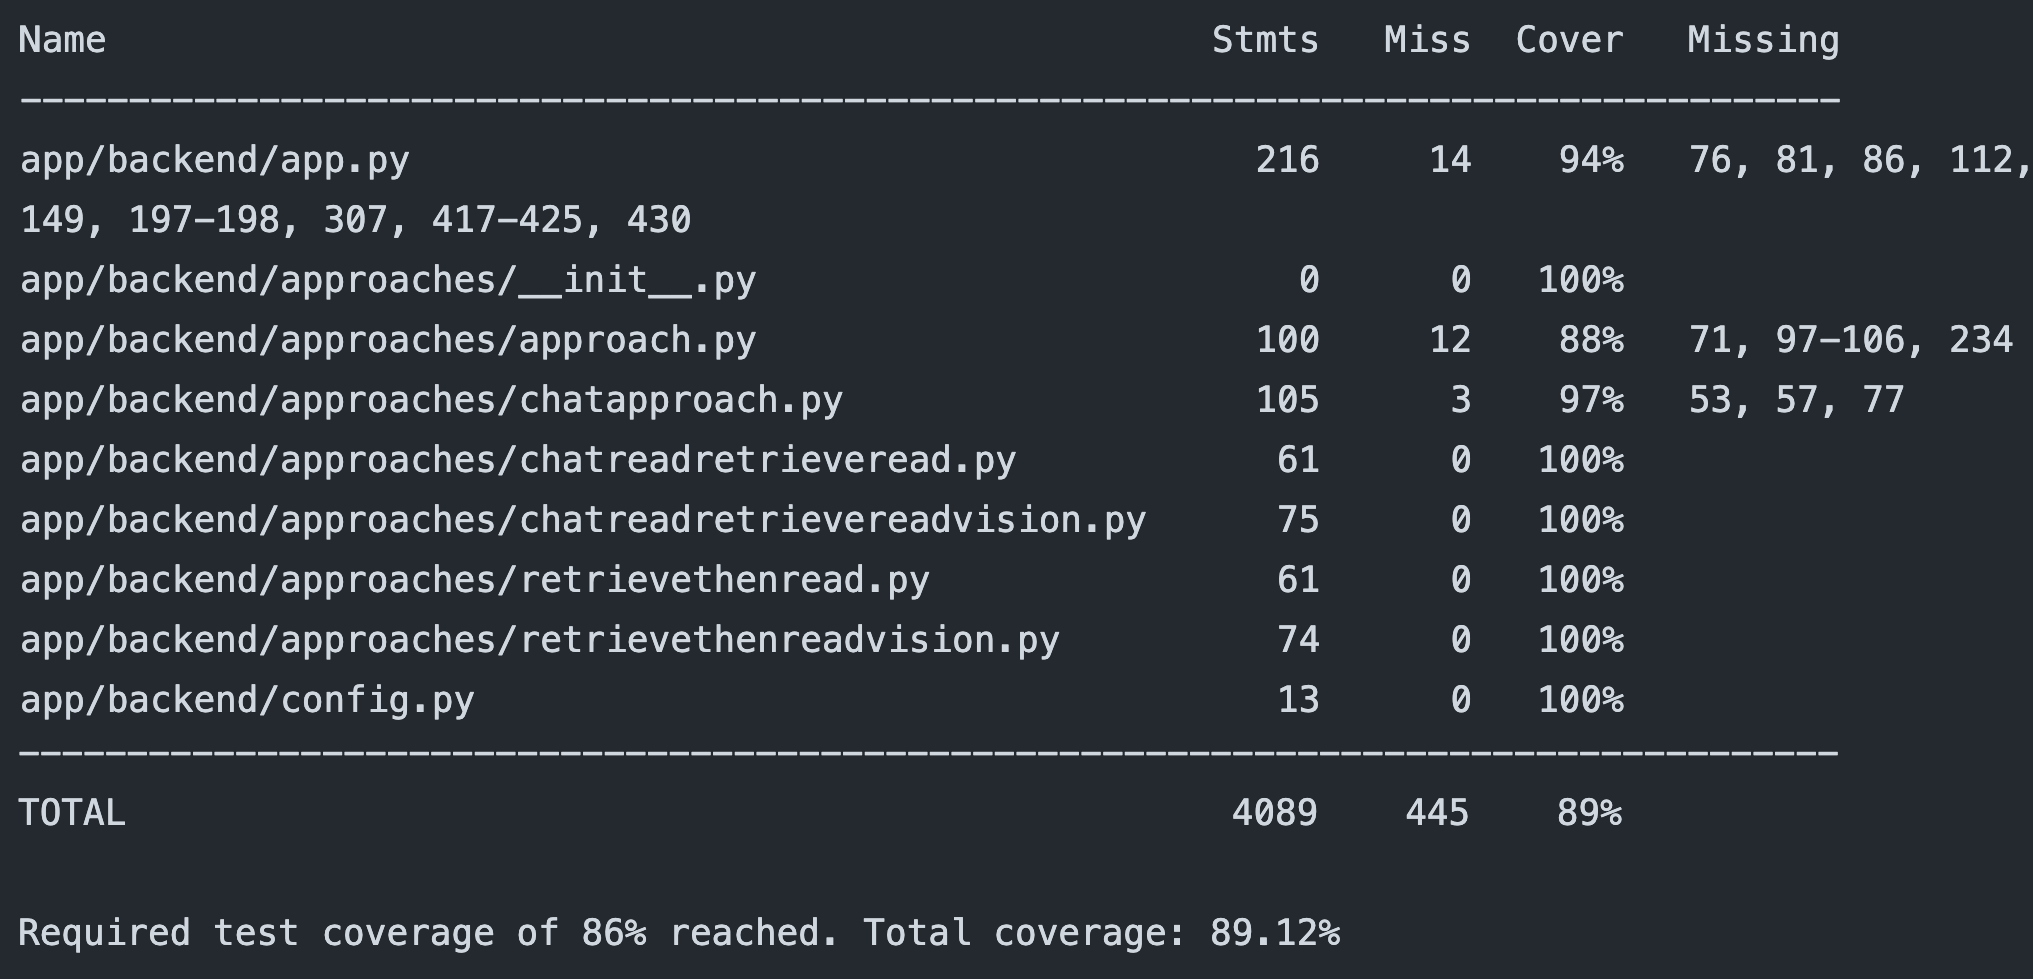 Name Stmts Miss Cover Missing
-------------------------------------------------------------------------------------
app/backend/app.py 216 14 94% 76, 81, 86, 112,
149, 197-198, 307, 417-425, 430
app/backend/approaches/__init__.py 0 0 100%
app/backend/approaches/approach.py 100 12 88% 71, 97-106, 234
app/backend/approaches/chatapproach.py 105 3 97% 53, 57, 77
app/backend/approaches/chatreadretrieveread.py 61 0 100%
app/backend/approaches/chatreadretrievereadvision.py 75 0 100%
app/backend/approaches/retrievethenread.py 61 0 100%
app/backend/approaches/retrievethenreadvision.py 74 0 100%
app/backend/config.py 13 0 100%
-------------------------------------------------------------------------------------
TOTAL 4089 445 89%
Required test coverage of 86% reached. Total coverage: 89.12%